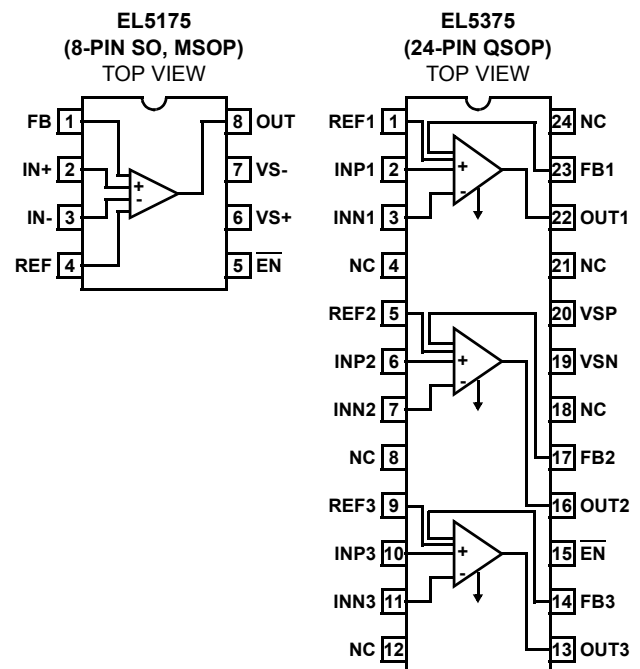 EL5175
(8-PIN SO, MSOP)
TOP VIEW
FB 1
8 OUT
IN+ 2
7 VS-
IN- 3
6 VS+
REF 4
5 EN
+
-
EL5375
(24-PIN QSOP)
TOP VIEW
REF1 1
24 NC
INP1 2
23 FB1
INN1 3
22 OUT1
NC 4
21 NC
+
-
REF2 5
20 VSP
INP2 6
19 VSN
INN2 7
18 NC
NC 8
17 FB2
+
-
REF3 9
16 OUT2
INP3 10
15 EN
INN3 11
14 FB3
NC 12
13 OUT3
+
-